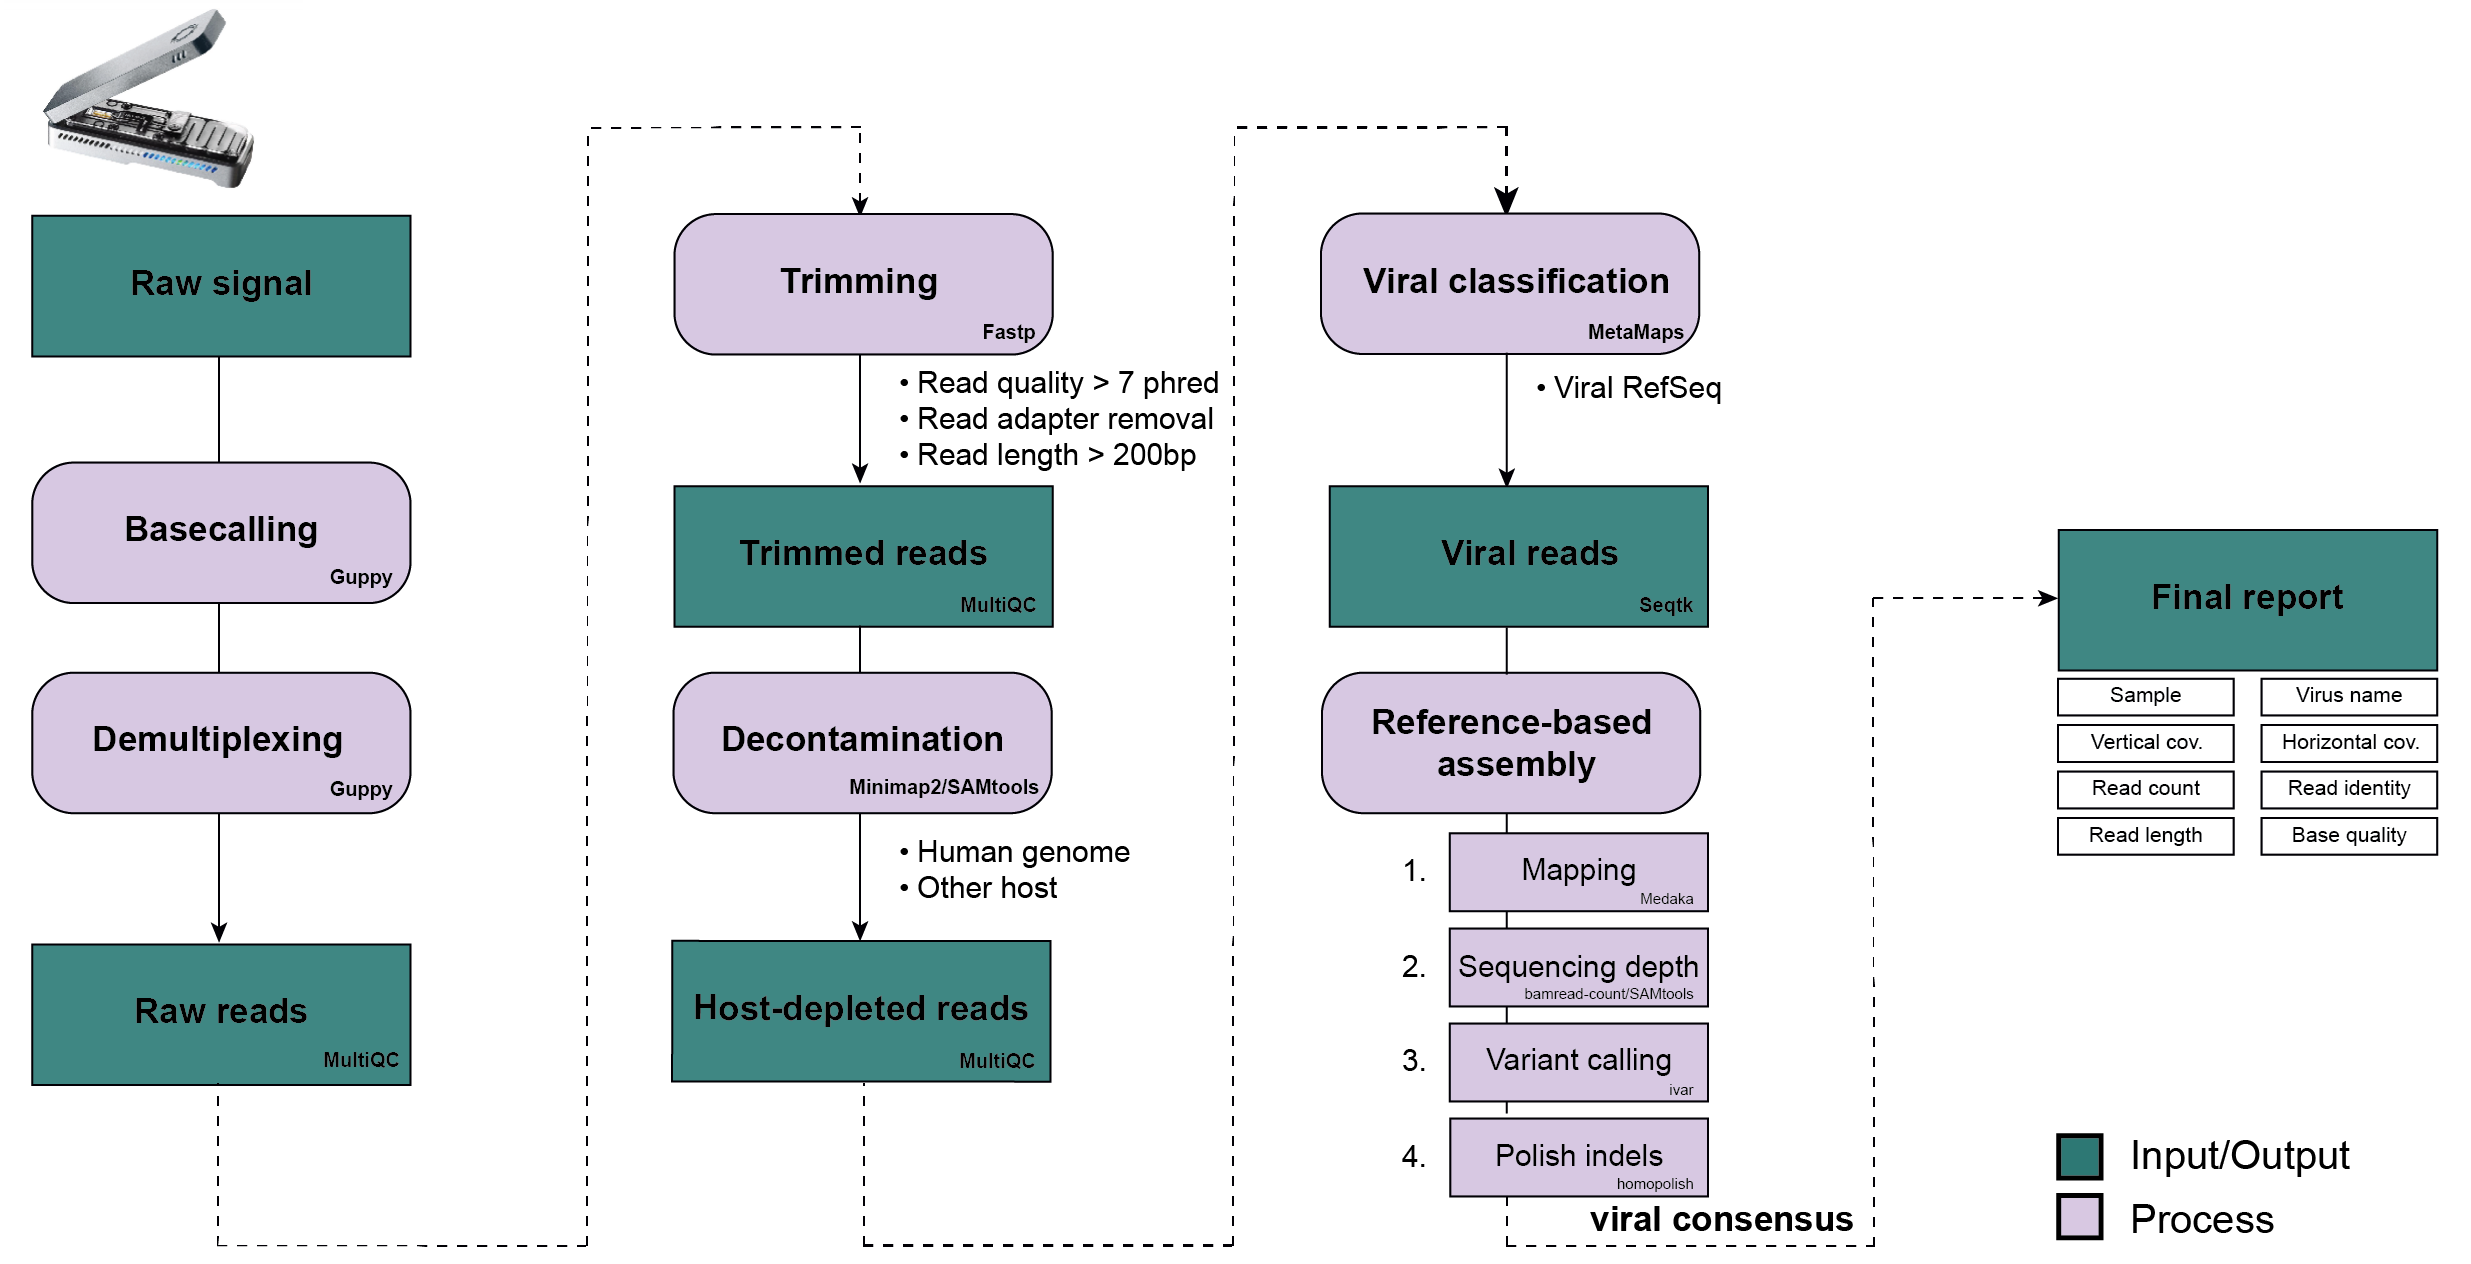 Raw signal
Basecalling
Guppy
Demultiplexing
Guppy
Raw reads
MultiQC
Trimming
Fastp
• Read quality > 7 phred
• Read adapter removal
• Read length > 200bp
Trimmed reads
MultiQC
Decontamination
Minimap2/SAMtools
• Human genome
• Other host
Host-depleted reads
MultiQC
Viral classification
MetaMaps
• Viral RefSeq
Viral reads
Seqtk
Reference-based
assembly
1. Mapping
Medaka
2. Sequencing depth
bamread-count/SAMtools
3. Variant calling
ivar
4. Polish indels
homopolish
viral consensus
Final report
Sample Virus name
Vertical cov. Horizontal cov.
Read count Read identity
Read length Base quality
Input/Output
Process